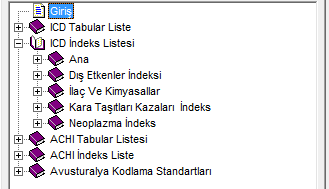 Giriş
ICD Tabular Liste
ICD İndeks Listesi
Ana
Dış Etkenler İndeksi
İlaç Ve Kimyasallar
Kara Taşıtları Kazaları İndeks
Neoplazma İndeks
ACHI Tabular Listesi
ACHI İndeks Liste
Avusturalya Kodlama Standartları